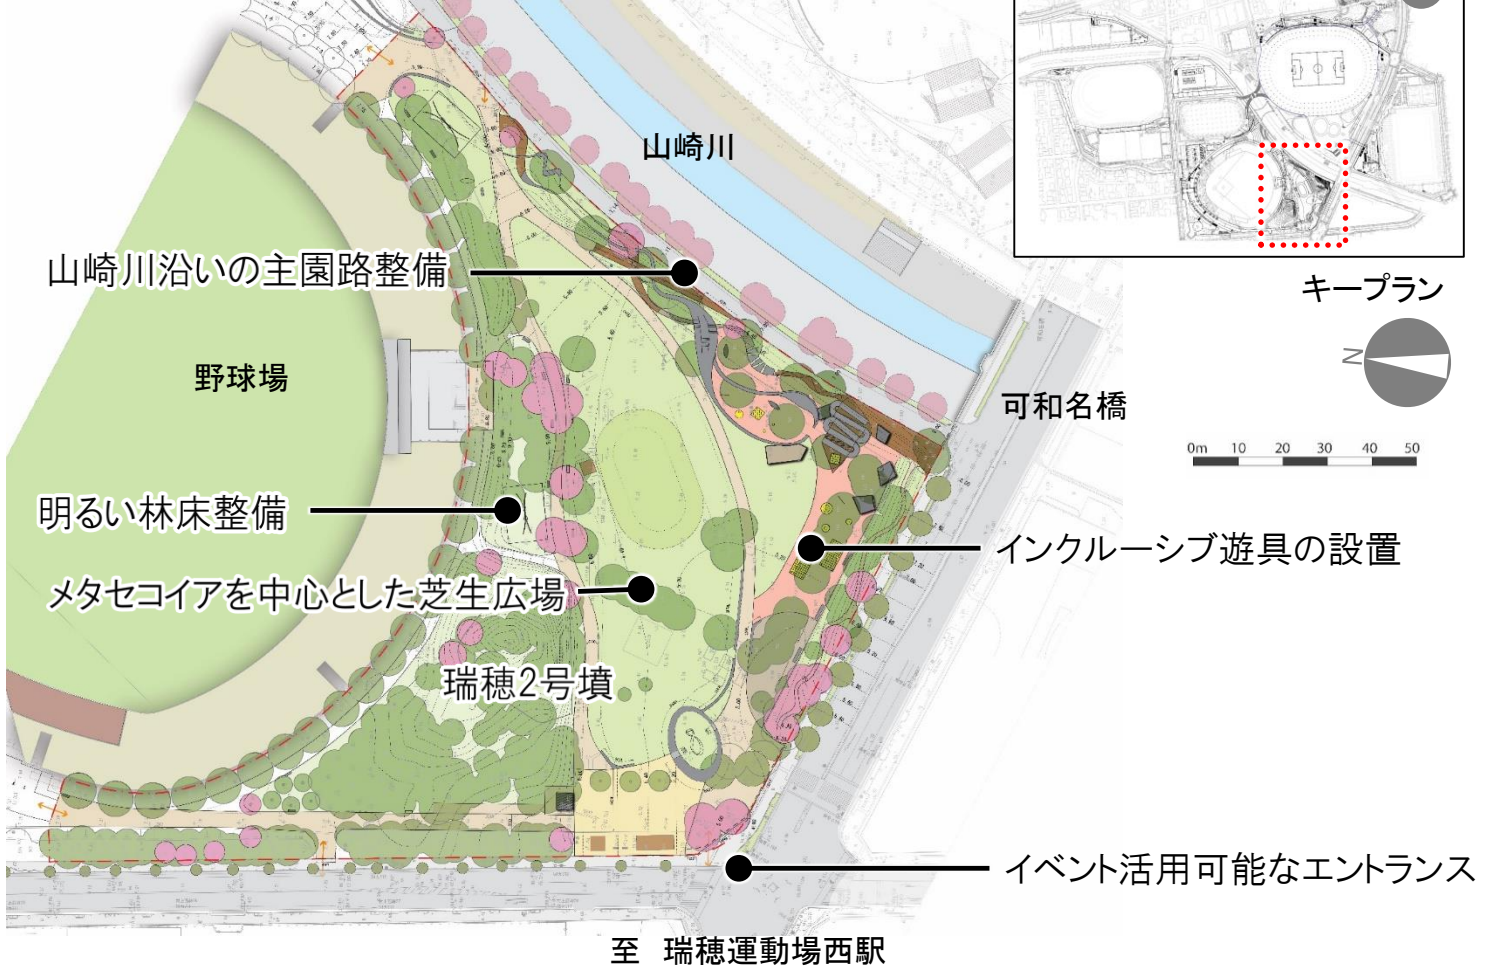 山崎川
山崎川沿いの主園路整備
キープラン
N
野球場
可和名橋
0m 10 20 30 40 50
明るい林床整備
インクルーシブ遊具の設置
メタセコイアを中心とした芝生広場
瑞穂2号墳
イベント活用可能なエントランス
至 瑞穂運動場西駅